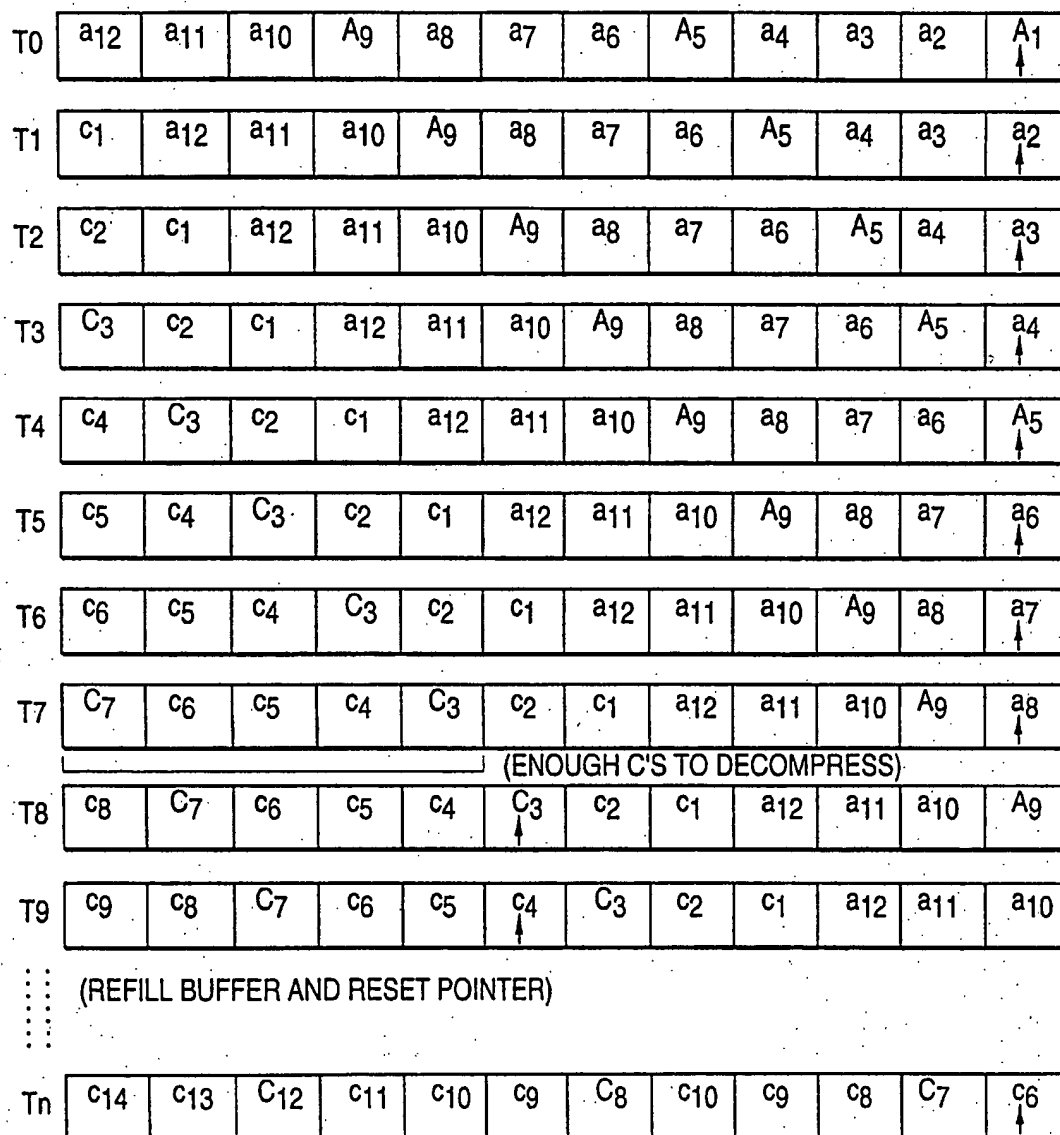 T0 a12 a11 a10 A9 a8 a7 a6 A5 a4 a3 a2 A1
T1 c1 a12 a11 a10 A9 a8 a7 a6 A5 a4 a3 a2
T2 c2 c1 a12 a11 a10 A9 a8 a7 a6 A5 a4 a3
T3 C3 c2 c1 a12 a11 a10 A9 a8 a7 a6 A5 a4
T4 c4 C3 c2 c1 a12 a11 a10 A9 a8 a7 a6 A5
T5 c5 c4 C3 c2 c1 a12 a11 a10 A9 a8 a7 a6
T6 c6 c5 c4 C3 c2 c1 a12 a11 a10 A9 a8 a7
T7 C7 c6 c5 c4 C3 c2 c1 a12 a11 a10 A9 a8
(ENOUGH C'S TO DECOMPRESS)
T8 c8 C7 c6 c5 c4 C3 c2 c1 a12 a11 a10 A9
T9 c9 c8 C7 c6 c5 c4 C3 c2 c1 a12 a11 a10
(REFILL BUFFER AND RESET POINTER)
Tn c14 c13 C12 c11 c10 c9 C8 c10 c9 c8 C7 c6